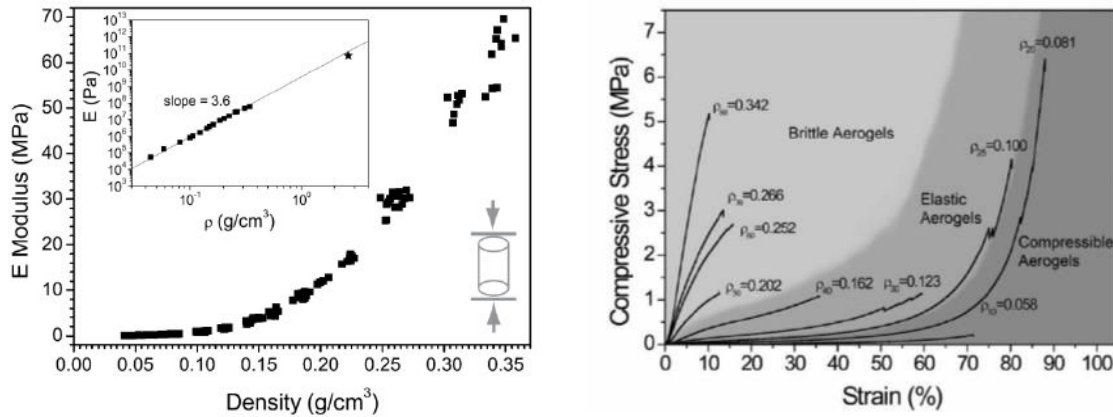 70
60
50
40
30
20
10
0
E Modulus (MPa)
0.00 0.05 0.10 0.15 0.20 0.25 0.30 0.35
Density (g/cm³)
10¹³
10¹²
10¹¹
10¹⁰
10⁹
10⁸
10⁷
10⁶
10⁵
10⁴
10³
E (Pa)
slope = 3.6
10⁻¹ 10⁰
ρ (g/cm³)
7
6
5
4
3
2
1
0
Compressive Stress (MPa)
0 10 20 30 40 50 60 70 80 90 100
Strain (%)
ρ₂₀=0.081
=0.342
Brittle Aerogels
ρ₂₅=0.100
=0.266
Elastic
Aerogels
=0.252
Compressible
Aerogels
ρ₅₀=0.202
ρ₄₀=0.162
ρ₃₀=0.123
ρ₁₀=0.058